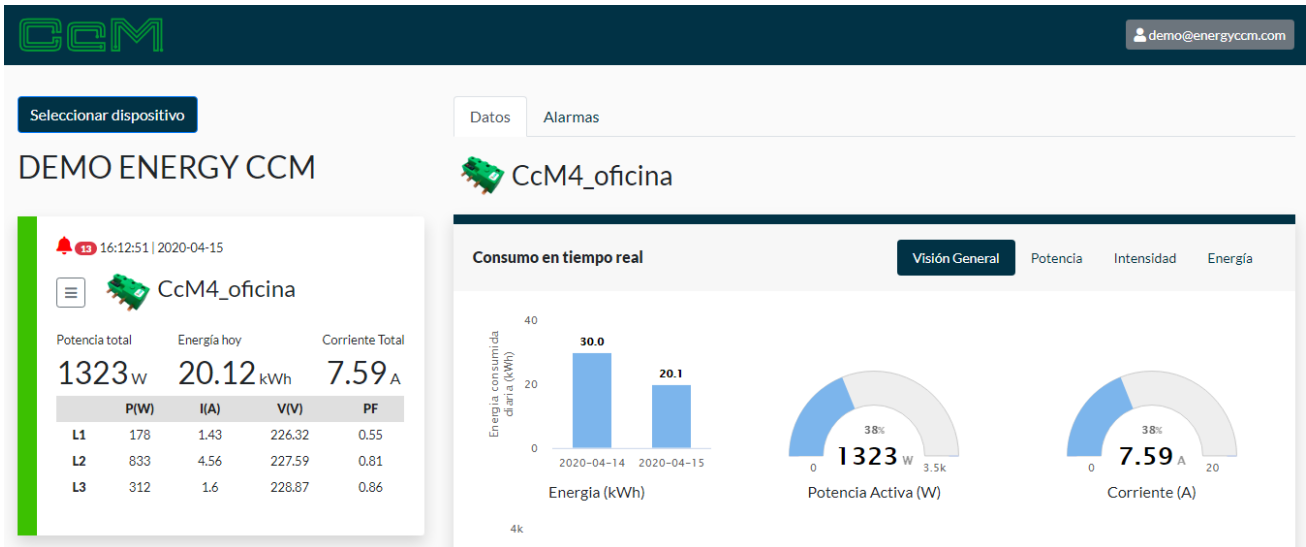 CcM
demo@energyccm.com
Seleccionar dispositivo
DEMO ENERGY CCM
13 16:12:51 | 2020-04-15
CcM4_oficina
Potencia total Energía hoy Corriente Total
1323 W 20.12 kWh 7.59 A
P(W) I(A) V(V) PF
L1 178 1.43 226.32 0.55
L2 833 4.56 227.59 0.81
L3 312 1.6 228.87 0.86
Datos Alarmas
CcM4_oficina
Consumo en tiempo real
Visión General Potencia Intensidad Energía
Energia consumida
diaria (kWh)
40
20
0
30.0
20.1
2020-04-14 2020-04-15
Energia (kWh)
38%
1323 W
0 3.5k
Potencia Activa (W)
38%
7.59 A
0 20
Corriente (A)
4k